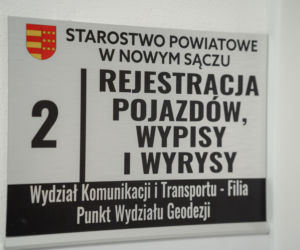 STAROSTWO POWIATOWE
W NOWYM SĄCZU
2
REJESTRACJA
POJAZDÓW,
WYPISY
I WYRYSY
Wydział Komunikacji i Transportu - Filia
Punkt Wydziału Geodezji